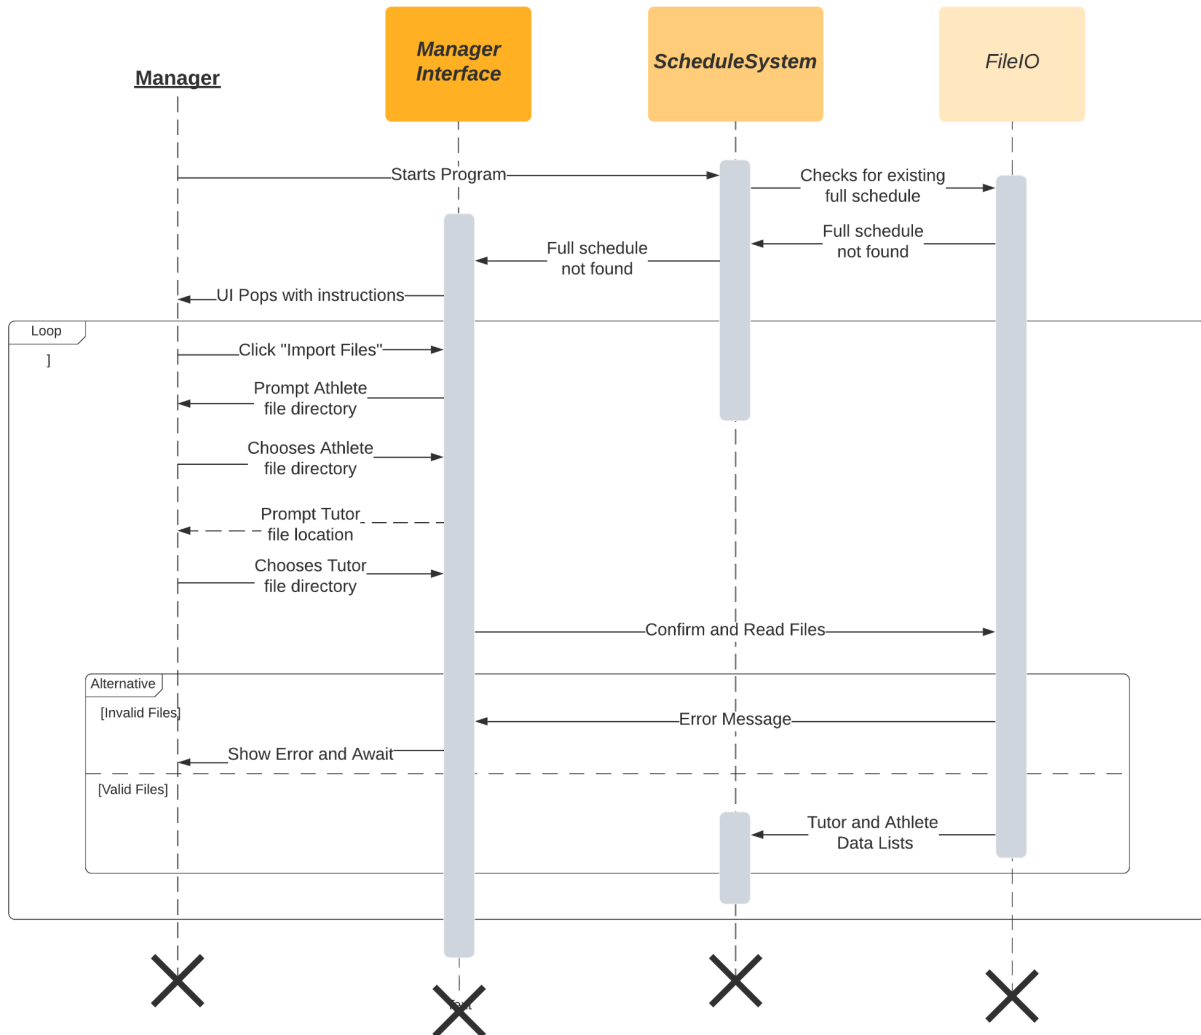 Manager
Manager
Interface
ScheduleSystem
FileIO
Starts Program
Checks for existing
full schedule
Full schedule
not found
Full schedule
not found
UI Pops with instructions
Loop
]
Click "Import Files"
Prompt Athlete
file directory
Chooses Athlete
file directory
Prompt Tutor
file location
Chooses Tutor
file directory
Confirm and Read Files
Alternative
[Invalid Files]
Error Message
Show Error and Await
[Valid Files]
Tutor and Athlete
Data Lists
Text